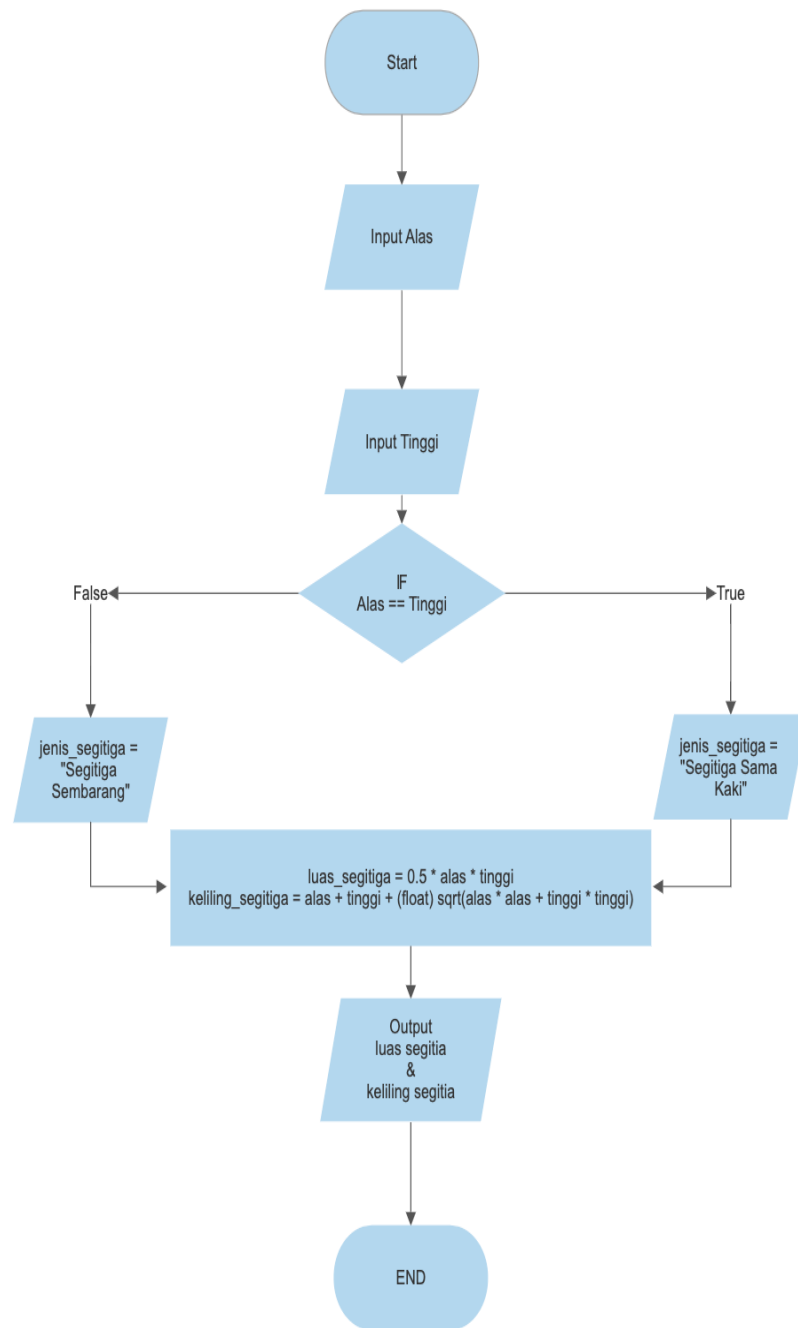 Start
Input Alas
Input Tinggi
IF
Alas == Tinggi
False
True
jenis_segitiga =
"Segitiga
Sembarang"
jenis_segitiga =
"Segitiga Sama
Kaki"
luas_segitiga = 0.5 * alas * tinggi
keliling_segitiga = alas + tinggi + (float) sqrt(alas * alas + tinggi * tinggi)
Output
luas segitia
&
keliling segitia
END